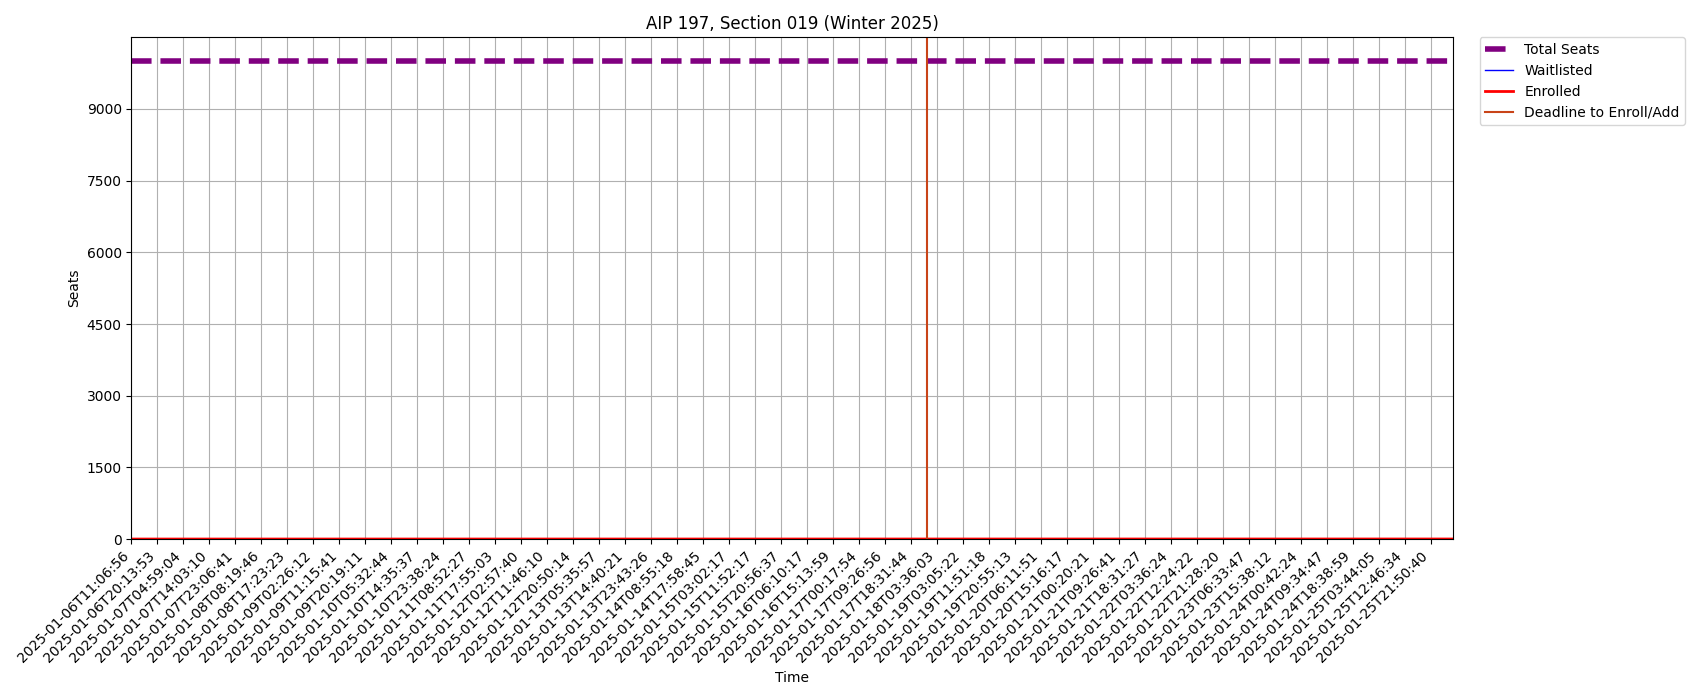 AIP 197, Section 019 (Winter 2025)
Total Seats
Waitlisted
Enrolled
Deadline to Enroll/Add
9000
7500
6000
4500
3000
1500
0
Seats
2025-01-06T11:06:56
2025-01-06T20:13:53
2025-01-07T04:59:04
2025-01-07T14:03:10
2025-01-07T23:06:41
2025-01-08T08:19:46
2025-01-08T17:23:23
2025-01-09T02:26:12
2025-01-09T11:15:41
2025-01-09T20:19:11
2025-01-10T05:32:44
2025-01-10T14:35:37
2025-01-10T23:38:24
2025-01-11T08:52:27
2025-01-11T17:55:03
2025-01-12T02:57:40
2025-01-12T11:46:10
2025-01-12T20:50:14
2025-01-13T05:35:57
2025-01-13T14:40:21
2025-01-13T23:43:26
2025-01-14T08:55:18
2025-01-14T17:58:45
2025-01-15T03:02:17
2025-01-15T11:52:17
2025-01-15T20:56:37
2025-01-16T06:10:17
2025-01-16T15:13:59
2025-01-17T00:17:54
2025-01-17T09:26:56
2025-01-17T18:31:44
2025-01-18T03:36:03
2025-01-19T03:05:22
2025-01-19T11:51:18
2025-01-19T20:55:13
2025-01-20T06:11:51
2025-01-20T15:16:17
2025-01-21T00:20:21
2025-01-21T09:26:41
2025-01-21T18:31:27
2025-01-22T03:36:24
2025-01-22T12:24:22
2025-01-22T21:28:20
2025-01-23T06:33:47
2025-01-23T15:38:12
2025-01-24T00:42:24
2025-01-24T09:34:47
2025-01-24T18:38:59
2025-01-25T03:44:05
2025-01-25T12:46:34
2025-01-25T21:50:40
Time